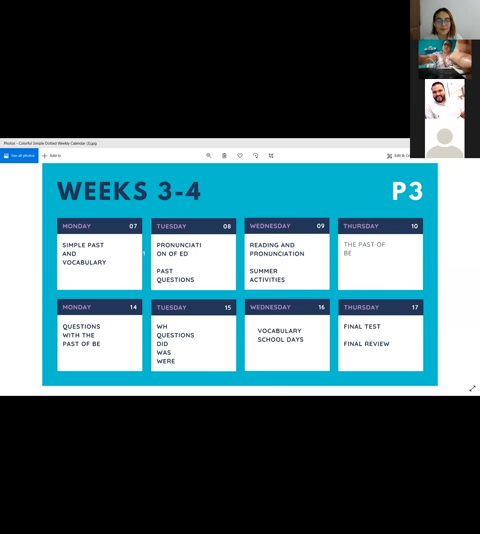 Photos - Colorful Simple Dotted Weekly Calendar (2).jpg
See all photos
Add to
WEEKS 3-4
P3
MONDAY 07
SIMPLE PAST
AND
VOCABULARY
TUESDAY 08
PRONUNCIATI
ON OF ED
PAST
QUESTIONS
WEDNESDAY 09
READING AND
PRONUNCIATION
SUMMER
ACTIVITIES
THURSDAY 10
THE PAST OF
BE
MONDAY 14
QUESTIONS
WITH THE
PAST OF BE
TUESDAY 15
WH
QUESTIONS
DID
WAS
WERE
WEDNESDAY 16
VOCABULARY
SCHOOL DAYS
THURSDAY 17
FINAL TEST
FINAL REVIEW